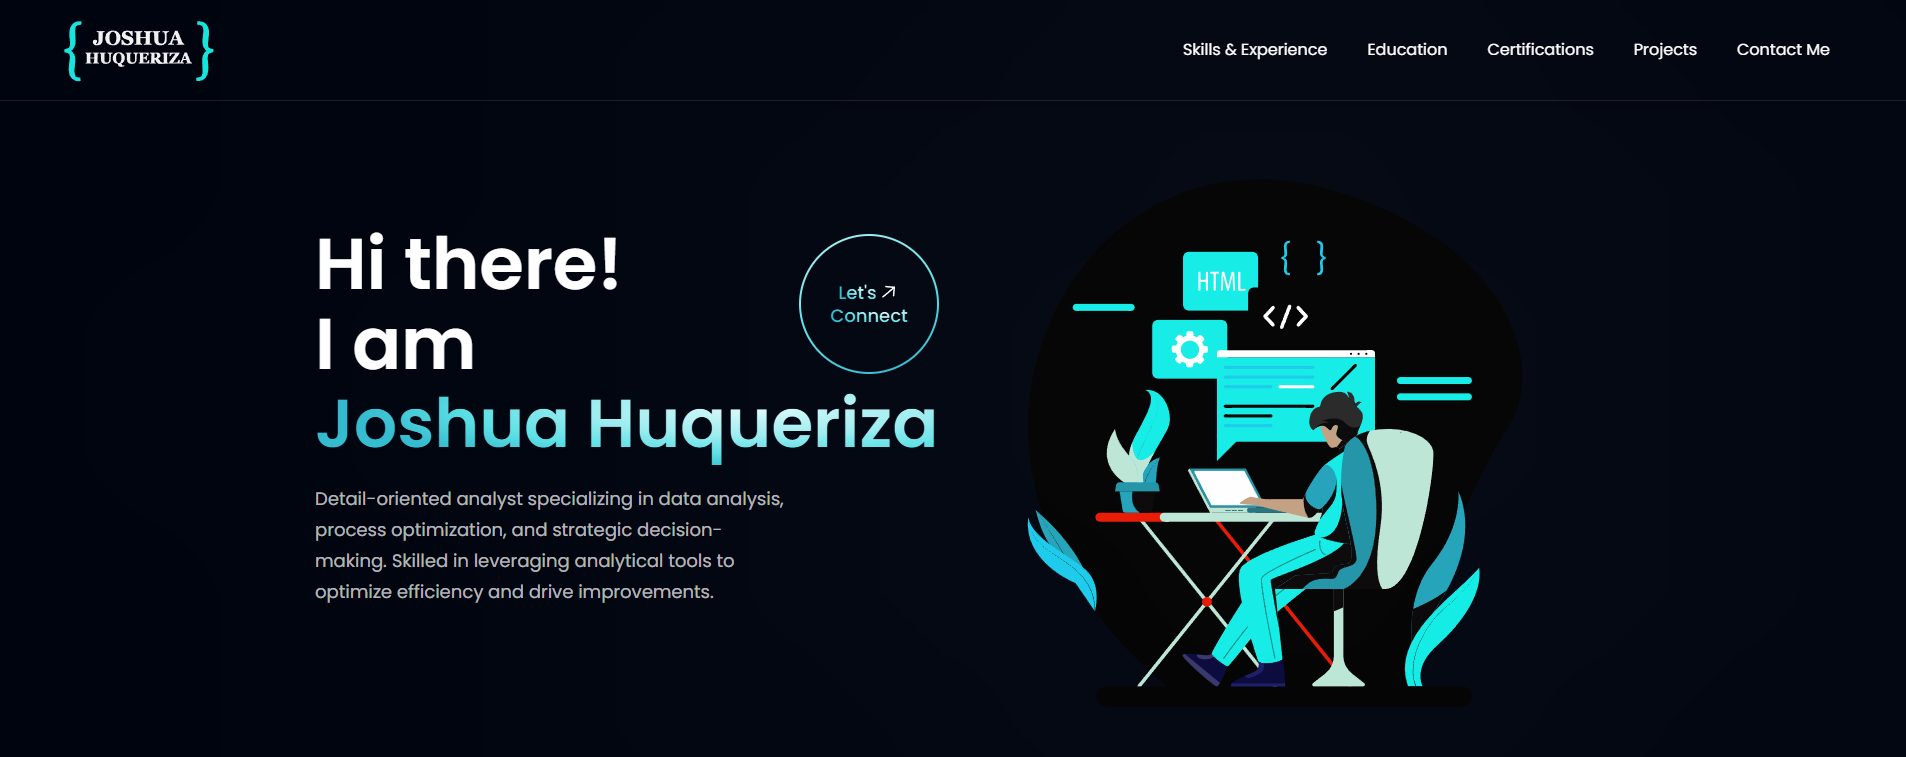 JOSHUA
HUQUERIZA
Skills & Experience
Education
Certifications
Projects
Contact Me
Hi there!
I am
Joshua Huqueriza
Let's
Connect
Detail-oriented analyst specializing in data analysis,
process optimization, and strategic decision-
making. Skilled in leveraging analytical tools to
optimize efficiency and drive improvements.
{ }
HTML
</>